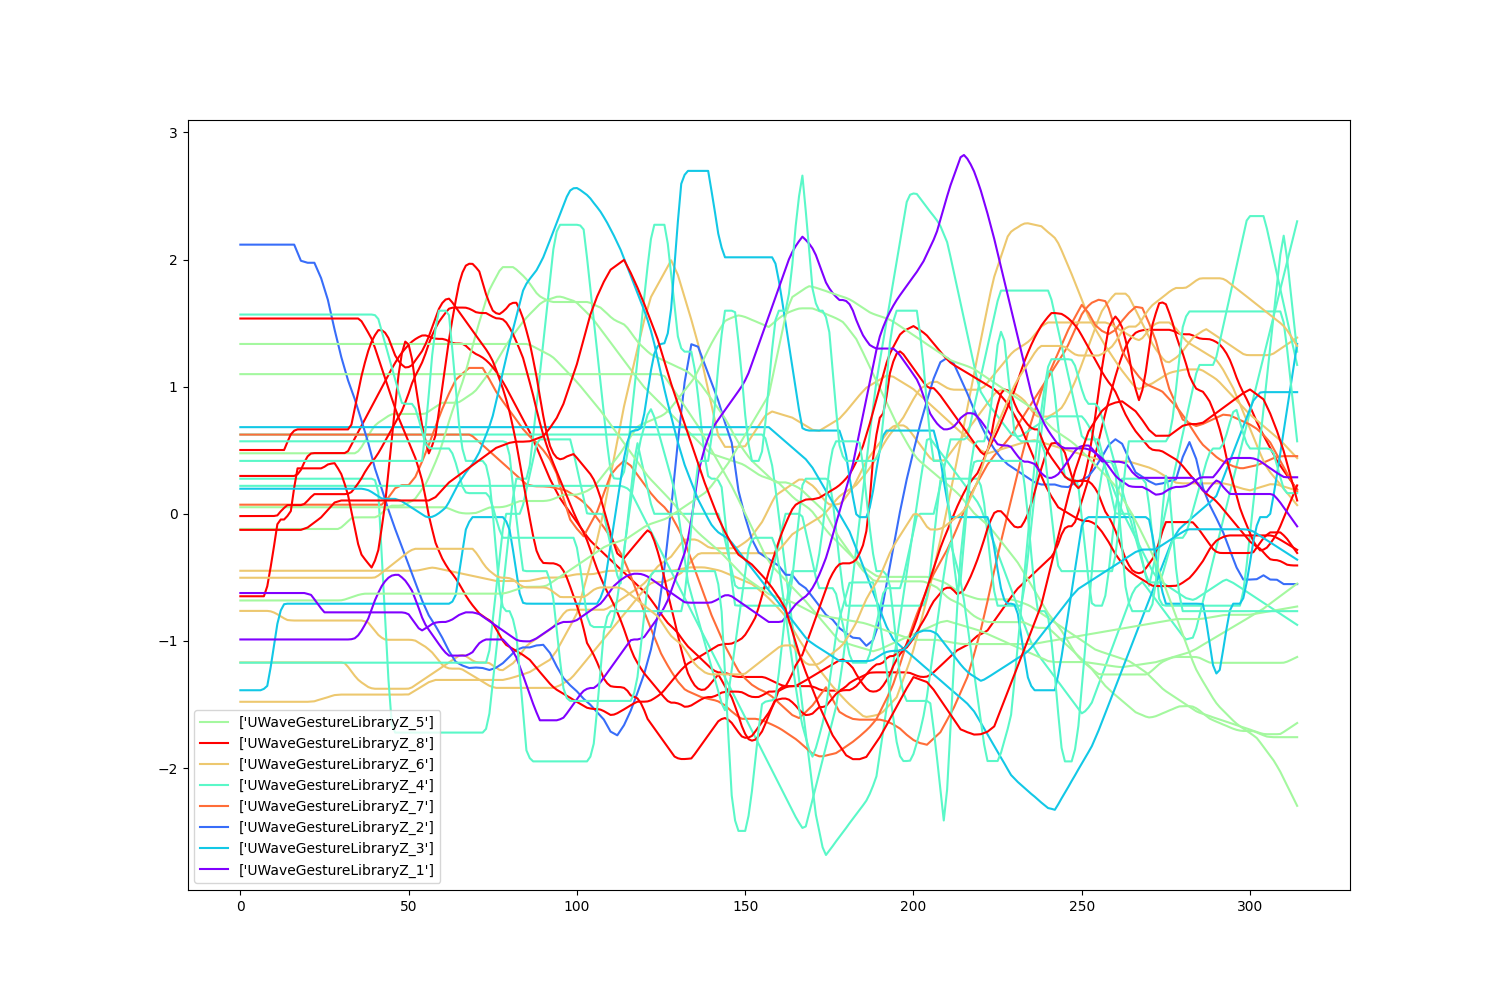 3
2
1
0
−1
−2
0 50 100 150 200 250 300
['UWaveGestureLibraryZ_5']
['UWaveGestureLibraryZ_8']
['UWaveGestureLibraryZ_6']
['UWaveGestureLibraryZ_4']
['UWaveGestureLibraryZ_7']
['UWaveGestureLibraryZ_2']
['UWaveGestureLibraryZ_3']
['UWaveGestureLibraryZ_1']